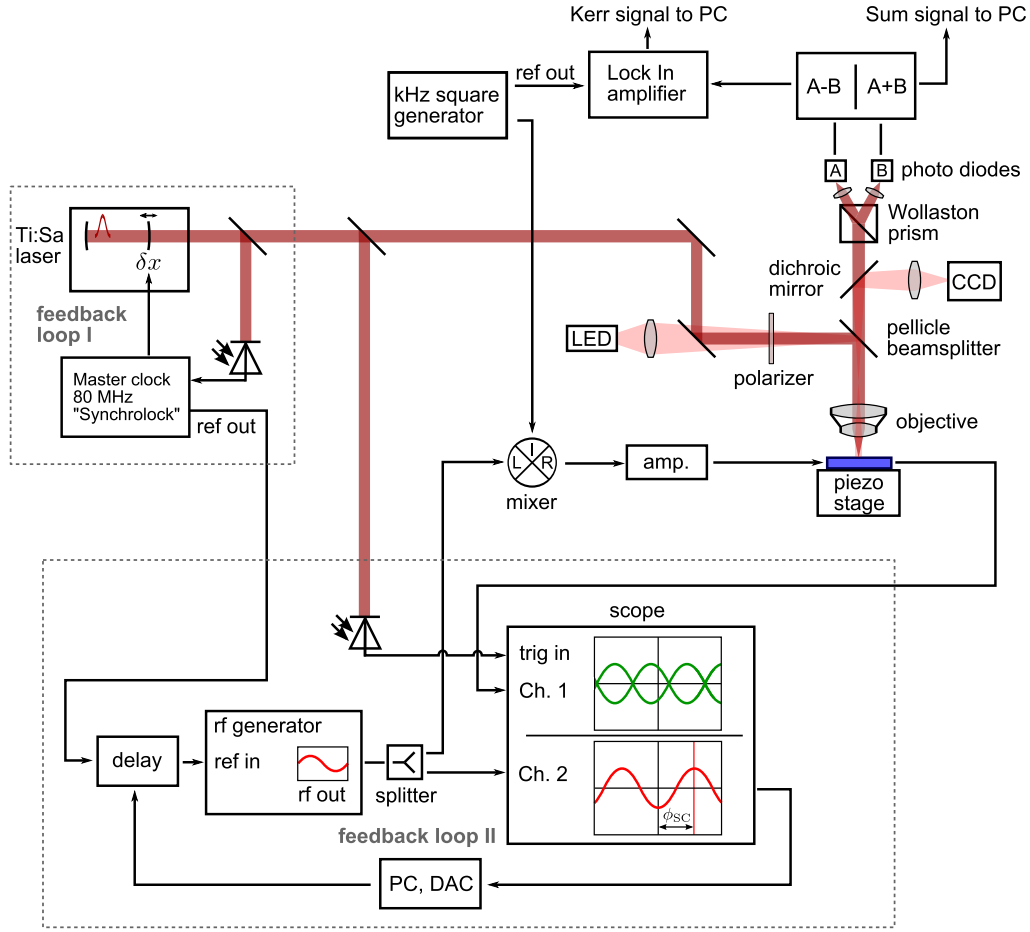 Kerr signal to PC
Sum signal to PC
ref out
Lock In
amplifier
kHz square
generator
A-B
A+B
A
B
photo diodes
Wollaston
prism
Ti:Sa
laser
δx
dichroic
mirror
CCD
feedback
loop I
LED
pellicle
beamsplitter
polarizer
Master clock
80 MHz
"Synchrolock"
ref out
objective
L
I
R
mixer
amp.
piezo
stage
scope
trig in
Ch. 1
rf generator
ref in
rf out
delay
splitter
Ch. 2
ϕSC
feedback loop II
PC, DAC